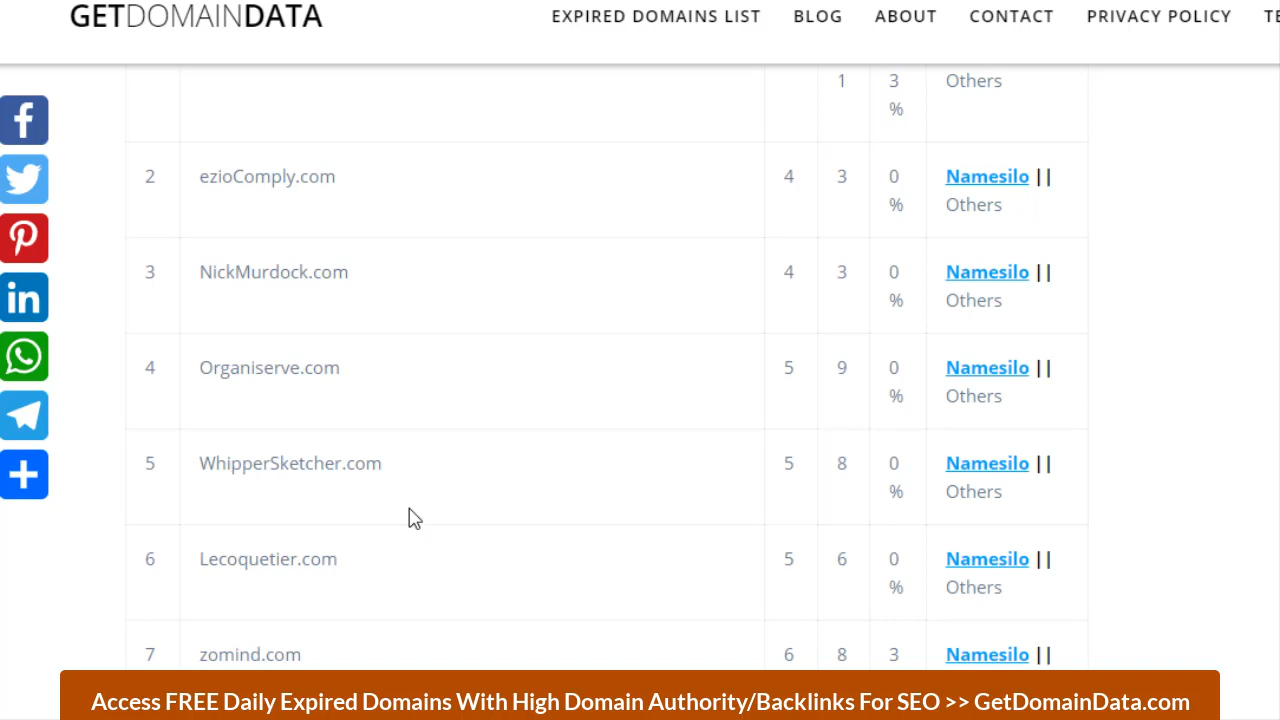 GETDOMAINDATA
EXPIRED DOMAINS LIST BLOG ABOUT CONTACT PRIVACY POLICY TE
1 3 Others
%
2 ezioComply.com 4 3 0 Namesilo ||
% Others
3 NickMurdock.com 4 3 0 Namesilo ||
% Others
4 Organiserve.com 5 9 0 Namesilo ||
% Others
5 WhipperSketcher.com 5 8 0 Namesilo ||
% Others
6 Lecoquetier.com 5 6 0 Namesilo ||
% Others
7 zomind.com 6 8 3 Namesilo ||
Access FREE Daily Expired Domains With High Domain Authority/Backlinks For SEO >> GetDomainData.com